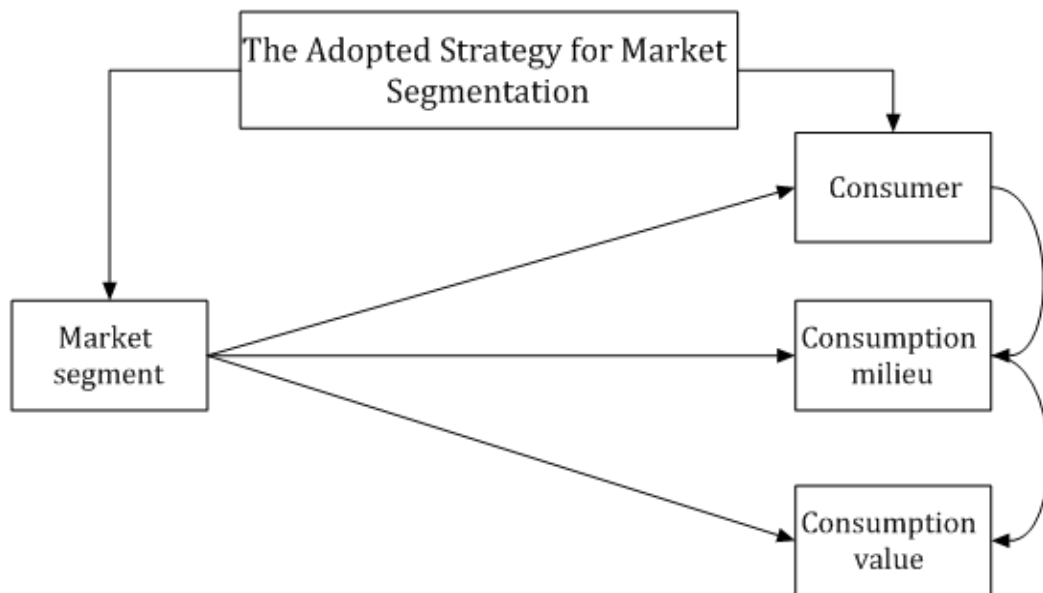 The Adopted Strategy for Market
Segmentation
Consumer
Market
segment
Consumption
milieu
Consumption
value